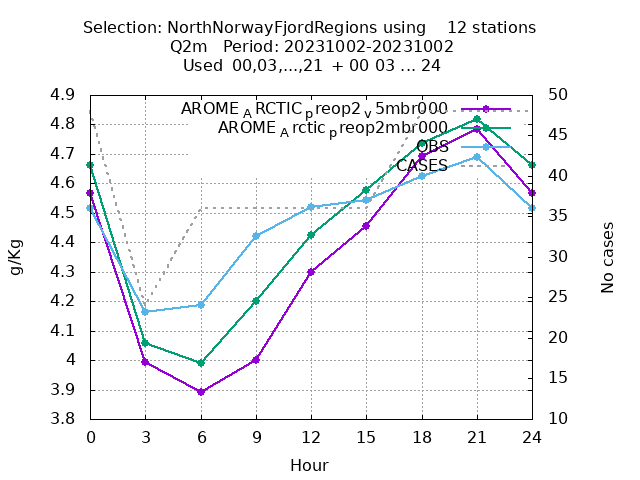 Selection: NorthNorwayFjordRegions using 12 stations
Q2m Period: 20231002-20231002
Used 00,03,...,21 + 00 03 ... 24
4.9
4.8
4.7
4.6
4.5
4.4
4.3
4.2
4.1
4
3.9
3.8
g/Kg
AROME_ARCTIC_preop2_v5mbr000
AROME_Arctic_preop2mbr000
OBS
CASES
50
45
40
35
30
25
20
15
10
No cases
0 3 6 9 12 15 18 21 24
Hour